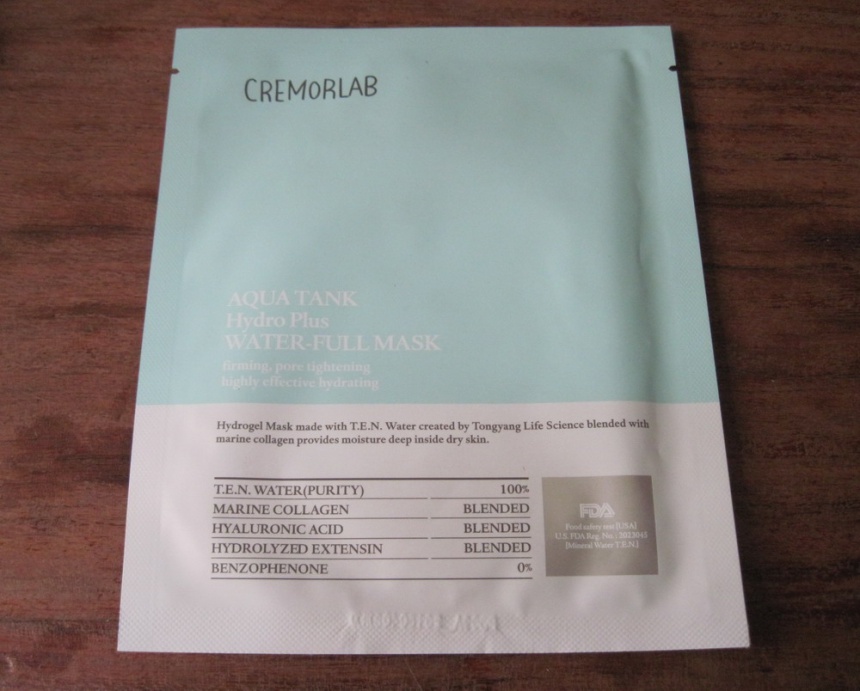 CREMORLAB
AQUA TANK
Hydro Plus
WATER-FULL MASK
firming, pore tightening
highly effective hydrating
Hydrogel Mask made with T.E.N. Water created by Tongyang Life Science blended with
marine collagen provides moisture deep inside dry skin.
T.E.N. WATER(PURITY) 100%
MARINE COLLAGEN BLENDED
HYALURONIC ACID BLENDED
HYDROLYZED EXTENSIN BLENDED
BENZOPHENONE 0%
FDA
Food safety test [USA]
U.S. FDA Reg. No. :
[Mineral Water T.E.N.]